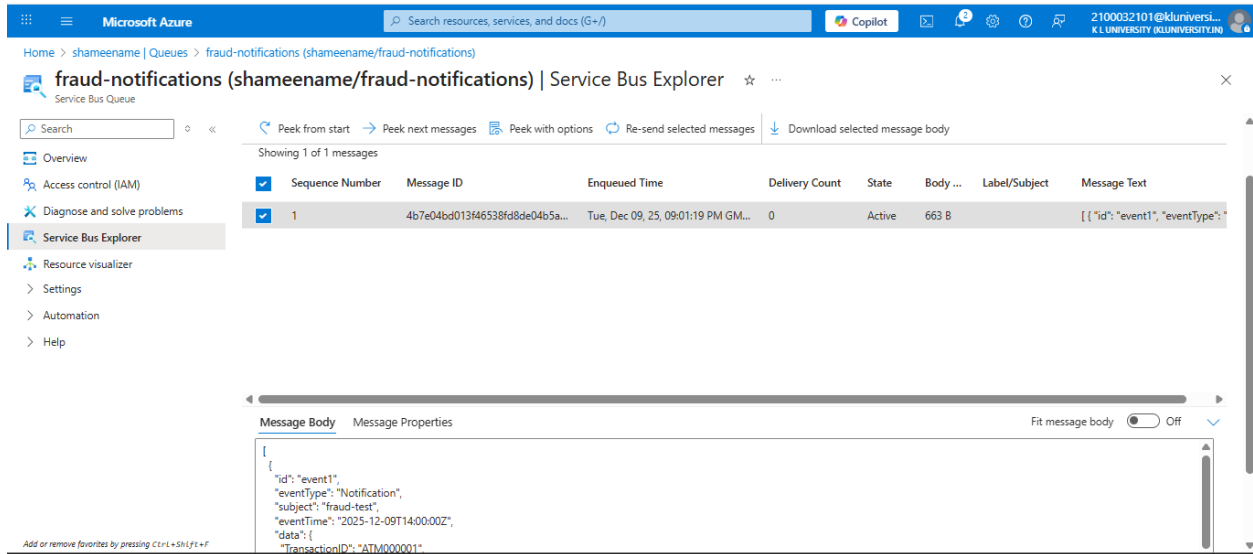 Microsoft Azure
Search resources, services, and docs (G+/)
Copilot
2
2100032101@kluniversi...
K L UNIVERSITY (KLUNIVERSITY.IN)
Home > shameename | Queues > fraud-notifications (shameename/fraud-notifications)
fraud-notifications (shameename/fraud-notifications) | Service Bus Explorer
Service Bus Queue
Search
Overview
Access control (IAM)
Diagnose and solve problems
Service Bus Explorer
Resource visualizer
Settings
Automation
Help
Add or remove favorites by pressing Ctrl+Shift+F
Peek from start
Peek next messages
Peek with options
Re-send selected messages
Download selected message body
Showing 1 of 1 messages
Sequence Number Message ID Enqueued Time Delivery Count State Body ... Label/Subject Message Text
1 4b7e04bd013f46538fd8de04b5a... Tue, Dec 09, 25, 09:01:19 PM GM... 0 Active 663 B [ { "id": "event1", "eventType": "
Message Body Message Properties
Fit message body Off
[
{
"id": "event1",
"eventType": "Notification",
"subject": "fraud-test",
"eventTime": "2025-12-09T14:00:00Z",
"data": {
"TransactionID": "ATM000001",